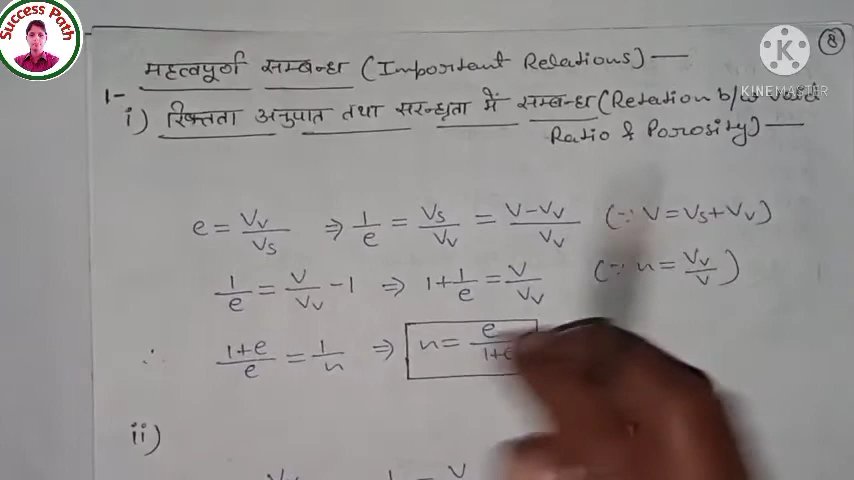 Success Path
KINEMASTER
8
महत्वपूर्ण सम्बन्ध (Important Relations) —
1-
i) रिक्तता अनुपात तथा सरन्ध्रता में सम्बन्ध (Relation b/w
Ratio & Porosity) —
e = Vv/Vs ⇒ 1/e = Vs/Vv = V-Vv/Vv (∵ V = Vs + Vv)
1/e = V/Vv - 1 ⇒ 1 + 1/e = V/Vv (∵ n = Vv/V)
∴ 1+e/e = 1/n ⇒ n = e/1+e
ii)